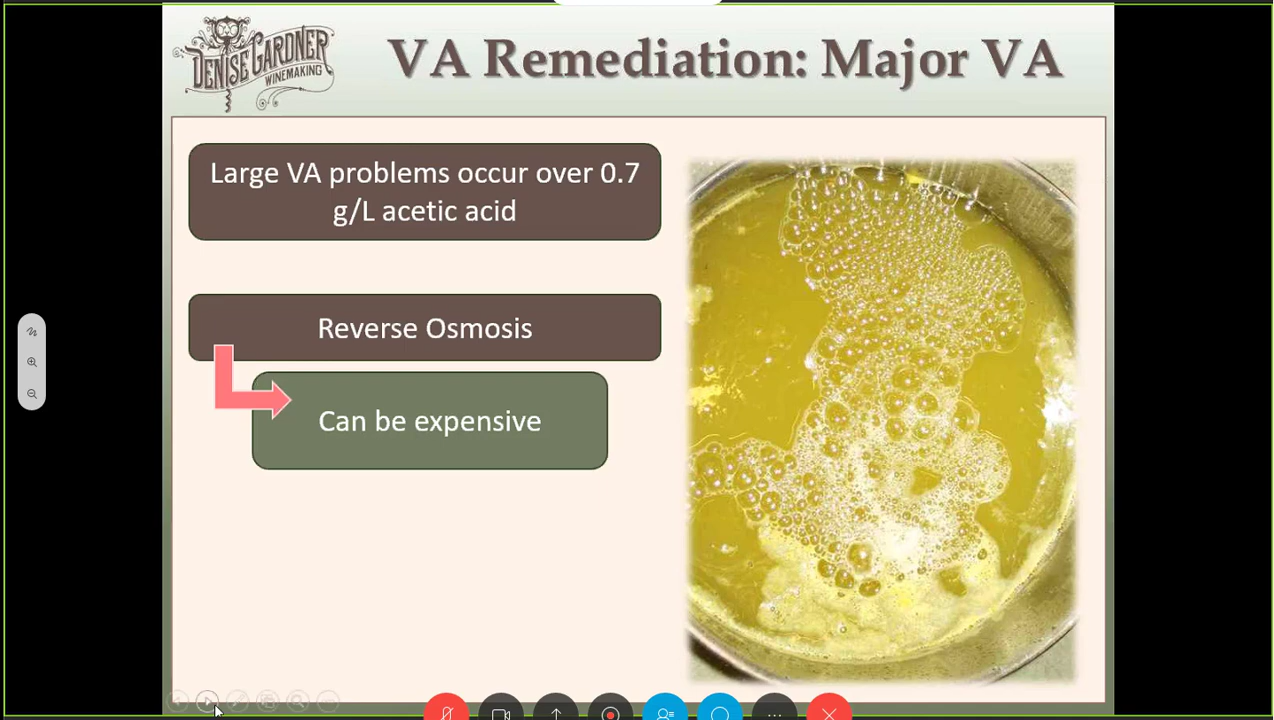 DENISE GARDNER
WINEMAKING
VA Remediation: Major VA
Large VA problems occur over 0.7
g/L acetic acid
Reverse Osmosis
Can be expensive